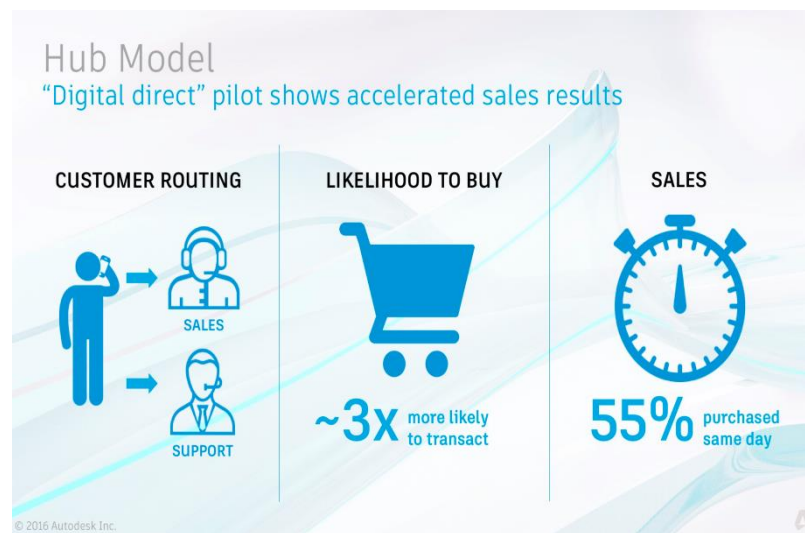 Hub Model
“Digital direct” pilot shows accelerated sales results
CUSTOMER ROUTING
SALES
SUPPORT
LIKELIHOOD TO BUY
~3x more likely
to transact
SALES
55% purchased
same day
© 2016 Autodesk Inc.